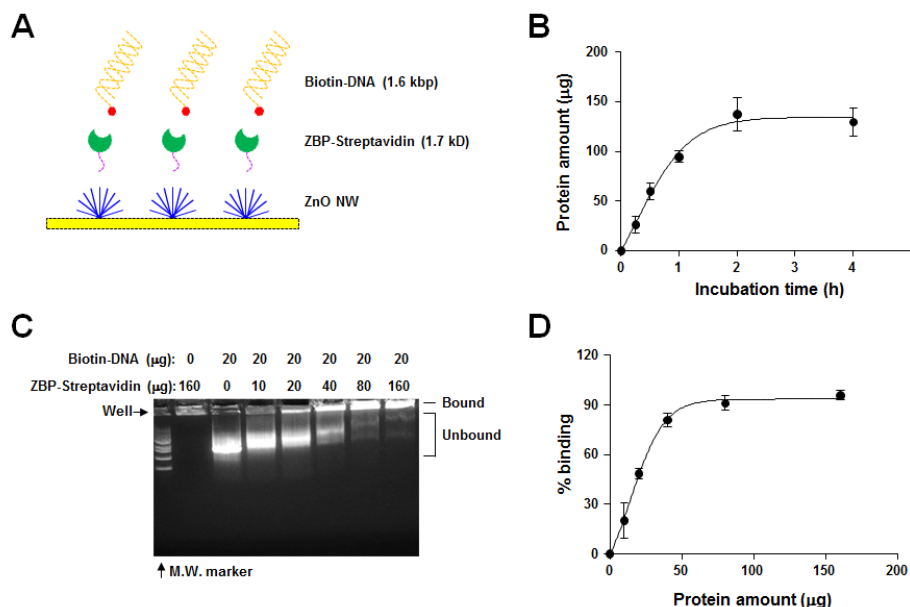 A
Biotin-DNA (1.6 kbp)
ZBP-Streptavidin (1.7 kD)
ZnO NW
B
Protein amount (µg)
200
150
100
50
0
0 1 2 3 4
Incubation time (h)
C
Biotin-DNA (µg): 0 20 20 20 20 20 20
ZBP-Streptavidin (µg): 160 0 10 20 40 80 160
Well
Bound
Unbound
M.W. marker
D
% binding
120
90
60
30
0
0 50 100 150 200
Protein amount (µg)